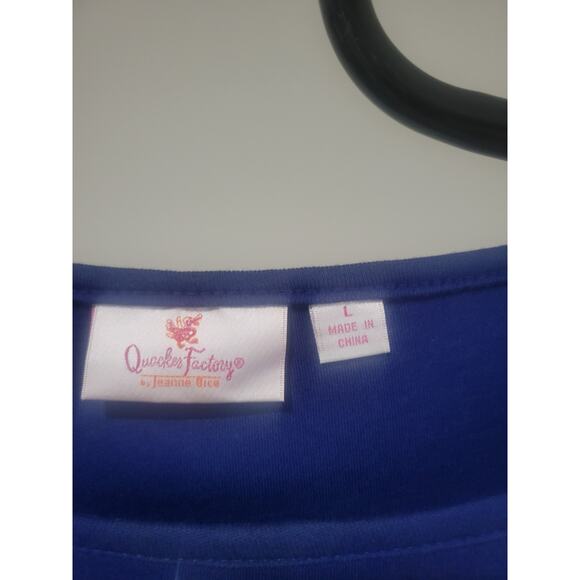 Quacker Factory®
by Jeanne Bice
L
MADE IN
CHINA